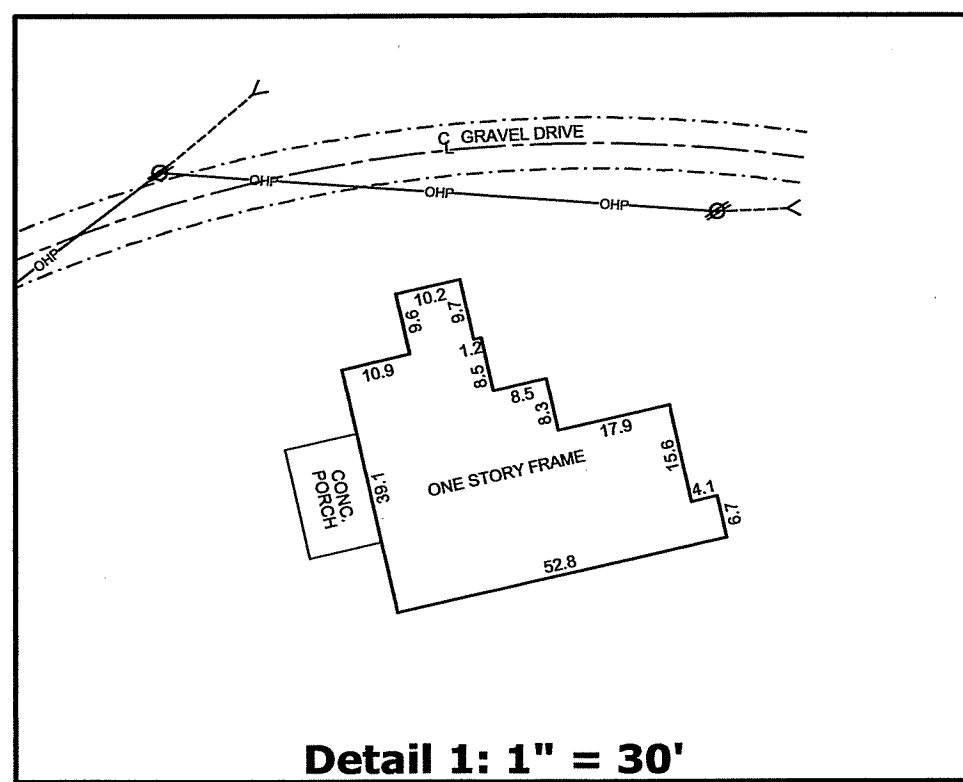 ℄ GRAVEL DRIVE
OHP
OHP
OHP
OHP
10.2
9.6
9.7
1.2
10.9
8.5
8.5
8.3
17.9
15.6
4.1
6.7
39.1
CONC.
PORCH
ONE STORY FRAME
52.8
Detail 1: 1" = 30'